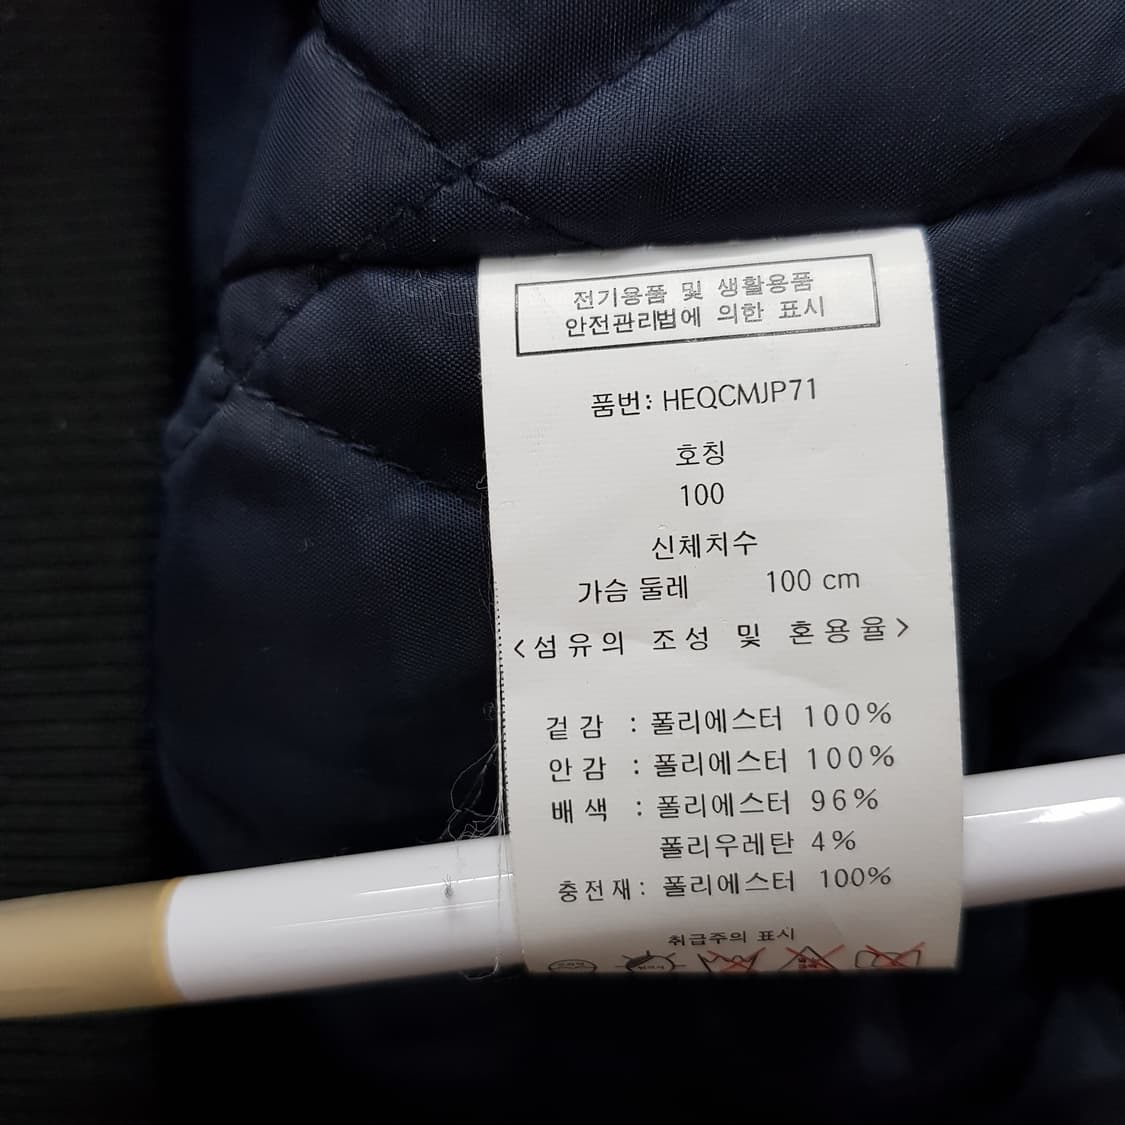 전기용품 및 생활용품
안전관리법에 의한 표시
품번: HEQCMJP71
호칭
100
신체치수
가슴 둘레 100 cm
<섬유의 조성 및 혼용율>
겉감 : 폴리에스터 100%
안감 : 폴리에스터 100%
배색 : 폴리에스터 96%
폴리우레탄 4%
충전재: 폴리에스터 100%
취급주의 표시